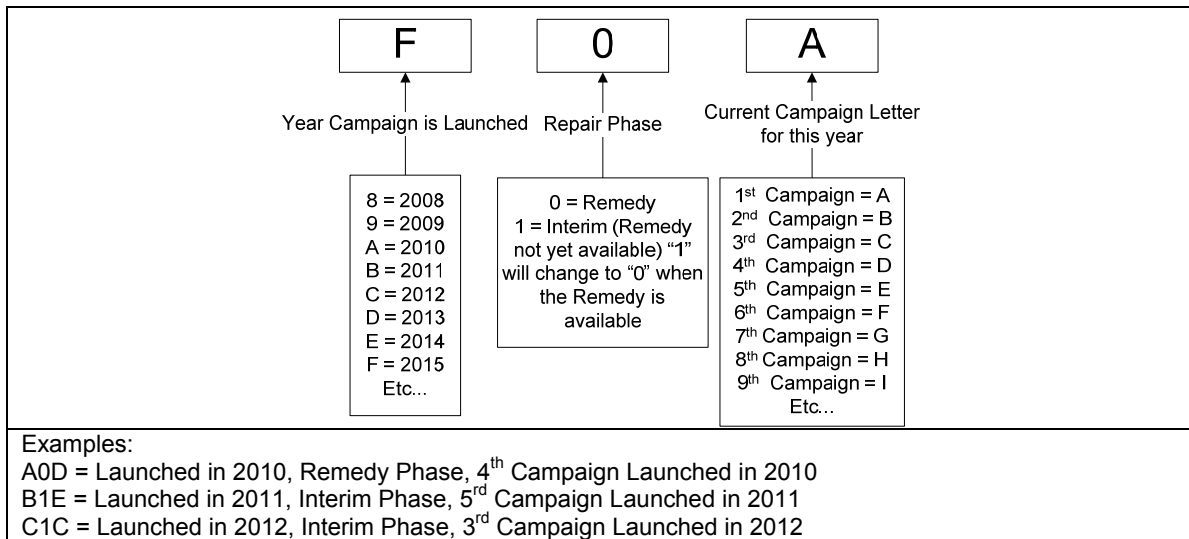 F
0
A
Year Campaign is Launched
Repair Phase
Current Campaign Letter
for this year
8 = 2008
9 = 2009
A = 2010
B = 2011
C = 2012
D = 2013
E = 2014
F = 2015
Etc...
0 = Remedy
1 = Interim (Remedy
not yet available) “1”
will change to “0” when
the Remedy is
available
1st Campaign = A
2nd Campaign = B
3rd Campaign = C
4th Campaign = D
5th Campaign = E
6th Campaign = F
7th Campaign = G
8th Campaign = H
9th Campaign = I
Etc...
Examples:
A0D = Launched in 2010, Remedy Phase, 4th Campaign Launched in 2010
B1E = Launched in 2011, Interim Phase, 5rd Campaign Launched in 2011
C1C = Launched in 2012, Interim Phase, 3rd Campaign Launched in 2012